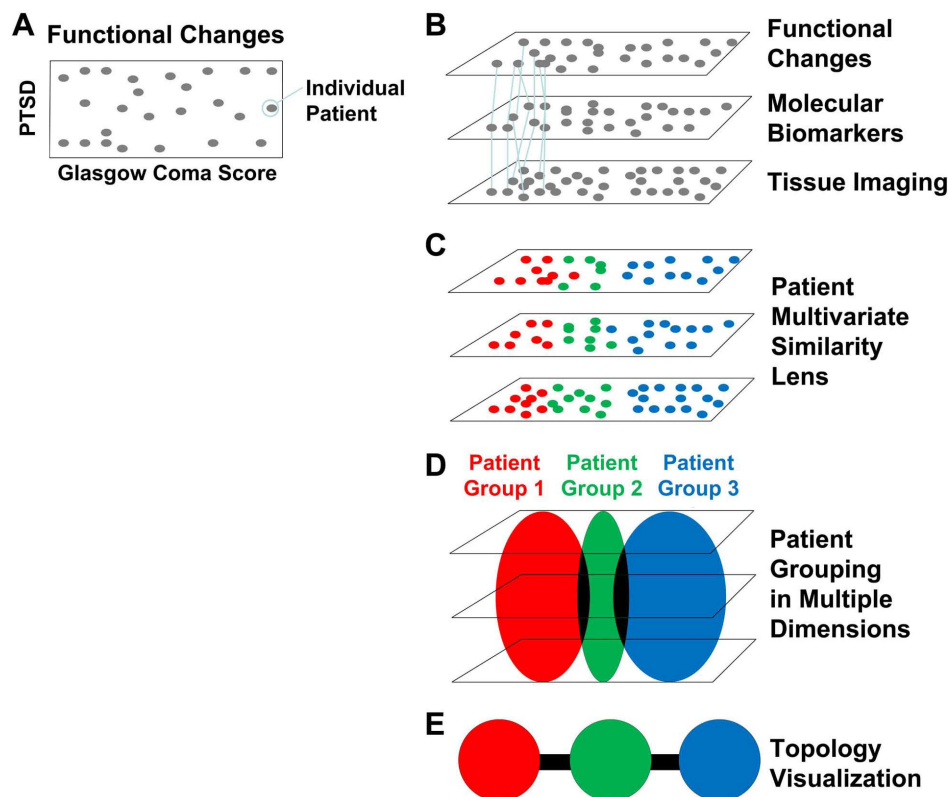 A
Functional Changes
PTSD
Individual
Patient
Glasgow Coma Score
B
Functional
Changes
Molecular
Biomarkers
Tissue Imaging
C
Patient
Multivariate
Similarity
Lens
D
Patient
Group 1
Patient
Group 2
Patient
Group 3
Patient
Grouping
in Multiple
Dimensions
E
Topology
Visualization